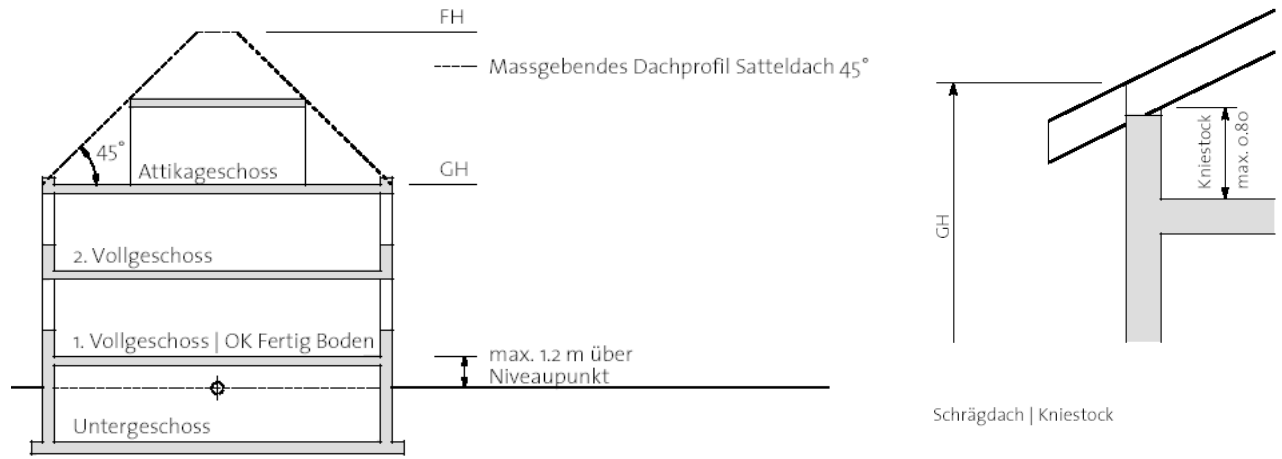 FH
Massgebendes Dachprofil Satteldach 45°
45°
Attikageschoss
GH
2. Vollgeschoss
1. Vollgeschoss | OK Fertig Boden
max. 1.2 m über
Niveaupunkt
Untergeschoss
GH
Kniestock
max. 0.80
Schrägdach | Kniestock